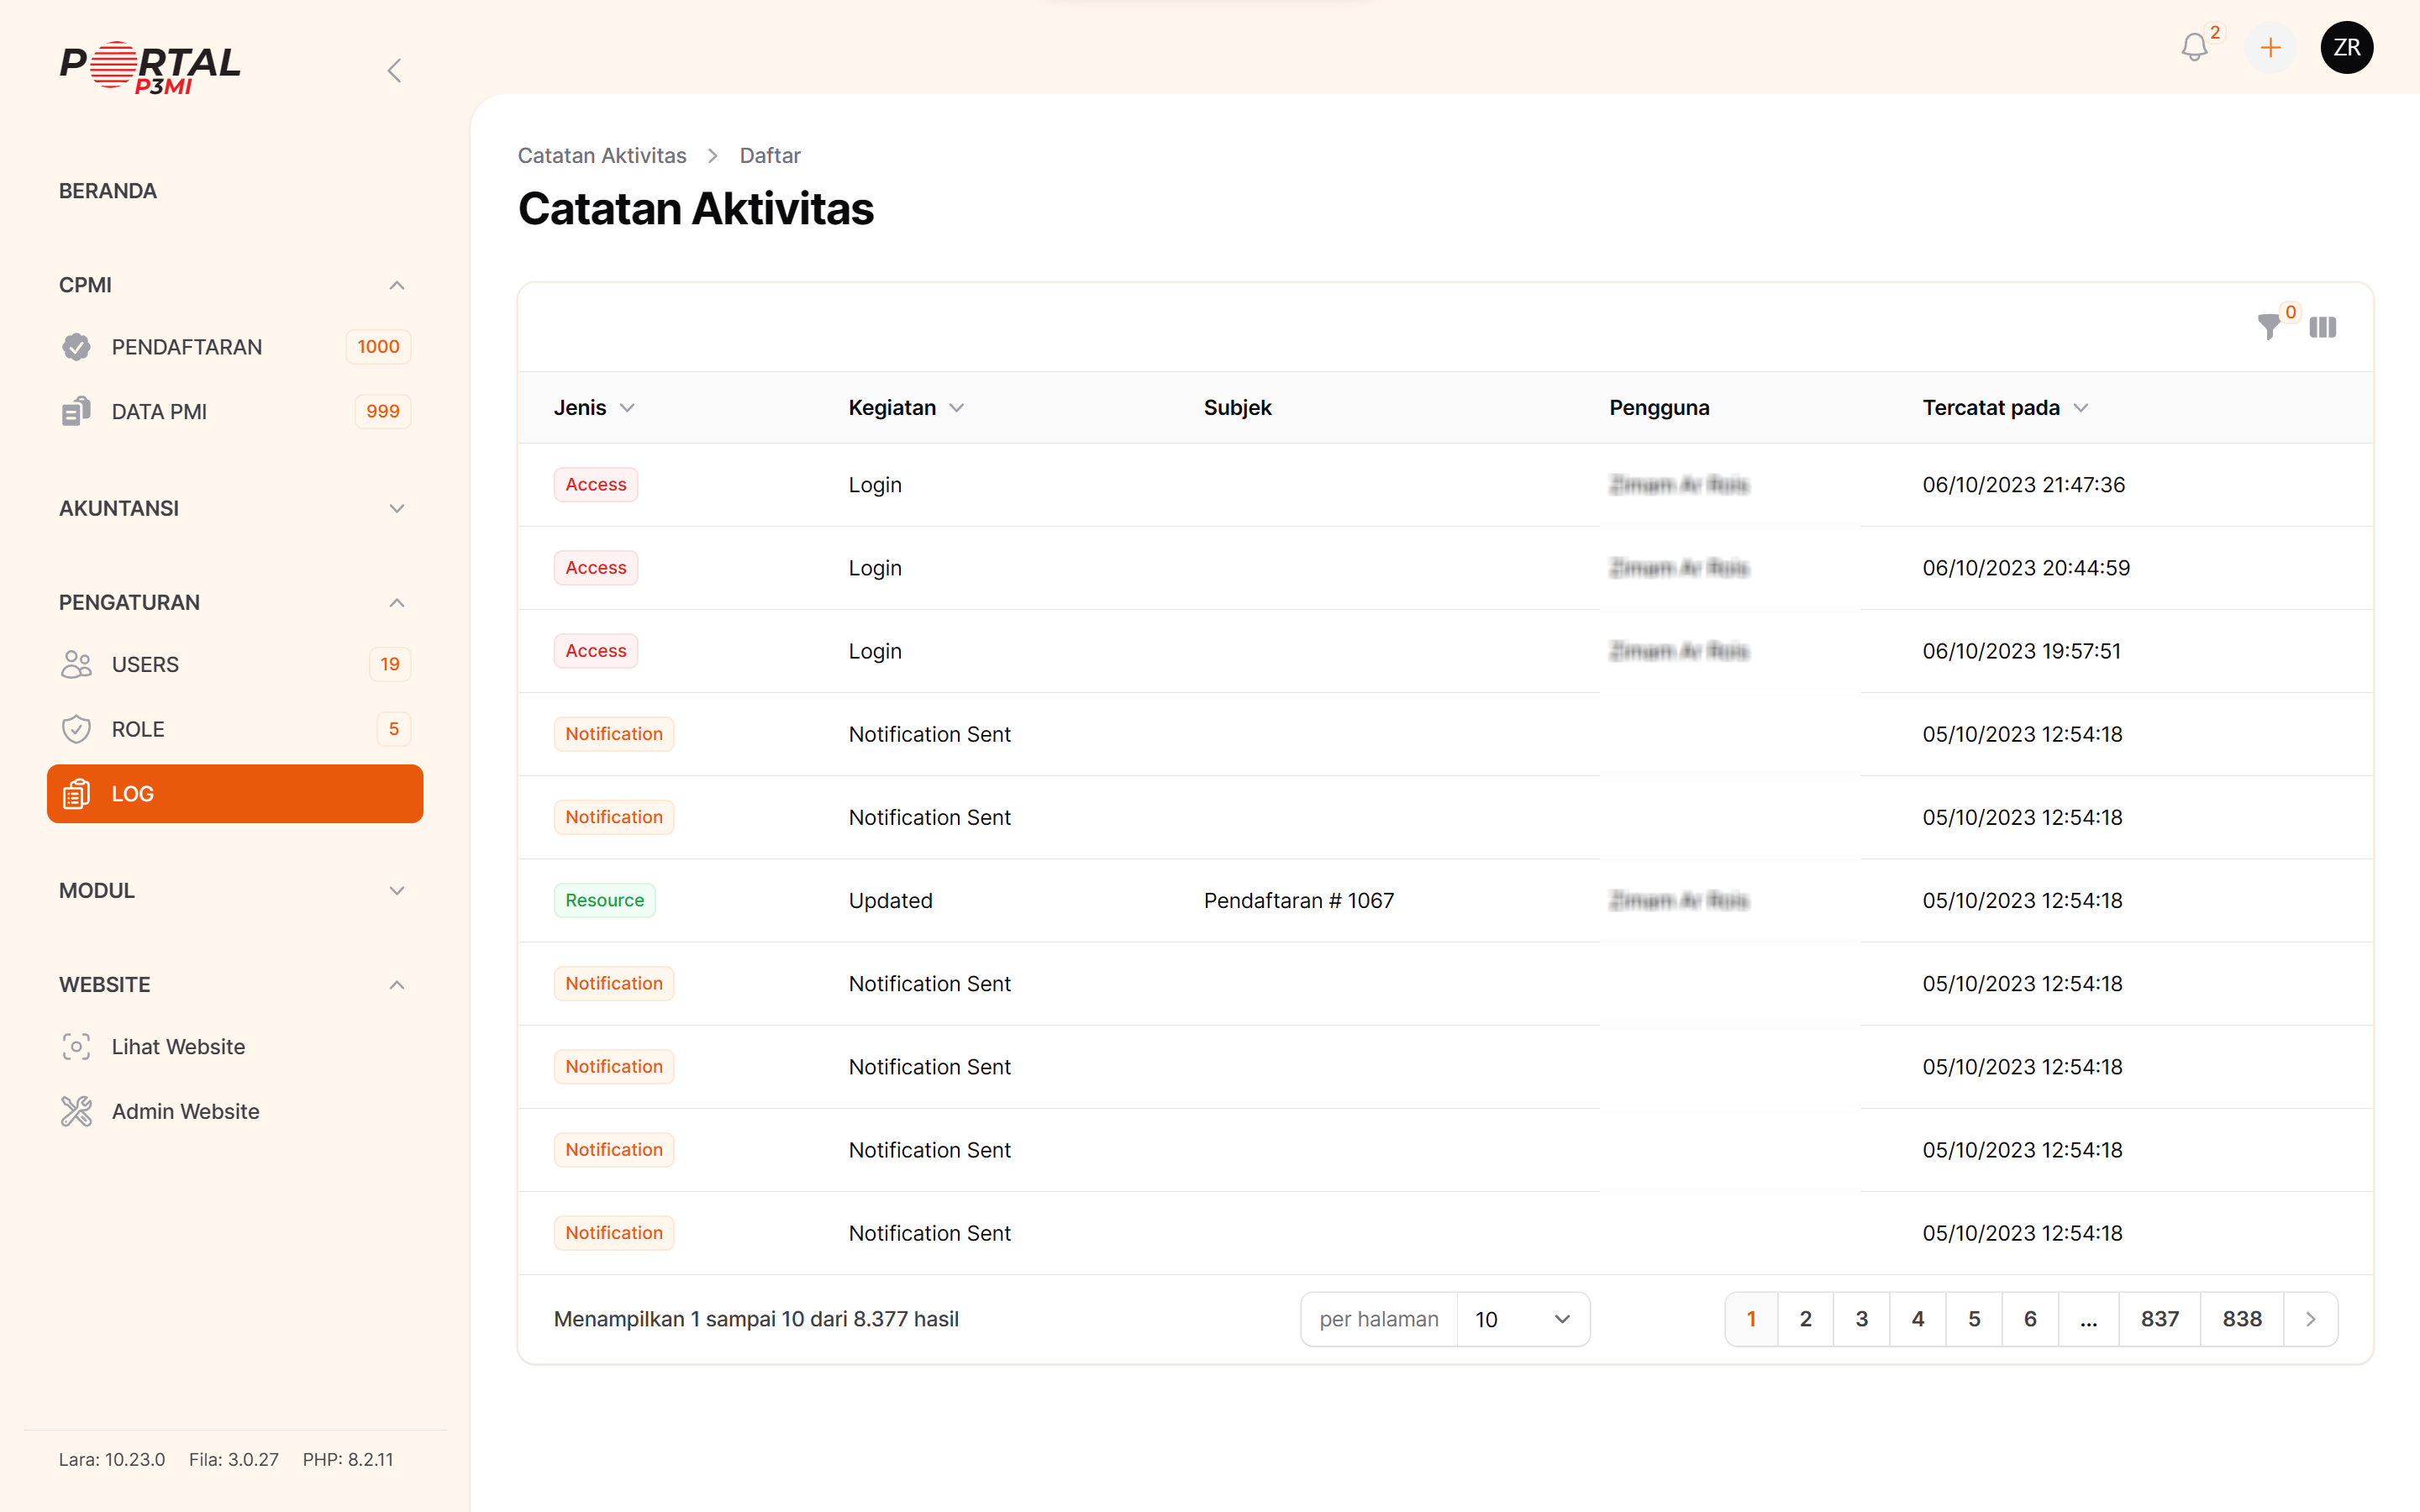 PORTAL
P3MI
2
ZR
BERANDA
CPMI
PENDAFTARAN 1000
DATA PMI 999
AKUNTANSI
PENGATURAN
USERS 19
ROLE 5
LOG
MODUL
WEBSITE
Lihat Website
Admin Website
Lara: 10.23.0 Fila: 3.0.27 PHP: 8.2.11
Catatan Aktivitas Daftar
Catatan Aktivitas
0
Jenis Kegiatan Subjek Pengguna Tercatat pada
Access Login 06/10/2023 21:47:36
Access Login 06/10/2023 20:44:59
Access Login 06/10/2023 19:57:51
Notification Notification Sent 05/10/2023 12:54:18
Notification Notification Sent 05/10/2023 12:54:18
Resource Updated Pendaftaran # 1067 05/10/2023 12:54:18
Notification Notification Sent 05/10/2023 12:54:18
Notification Notification Sent 05/10/2023 12:54:18
Notification Notification Sent 05/10/2023 12:54:18
Notification Notification Sent 05/10/2023 12:54:18
Menampilkan 1 sampai 10 dari 8.377 hasil per halaman 10 1 2 3 4 5 6 ... 837 838